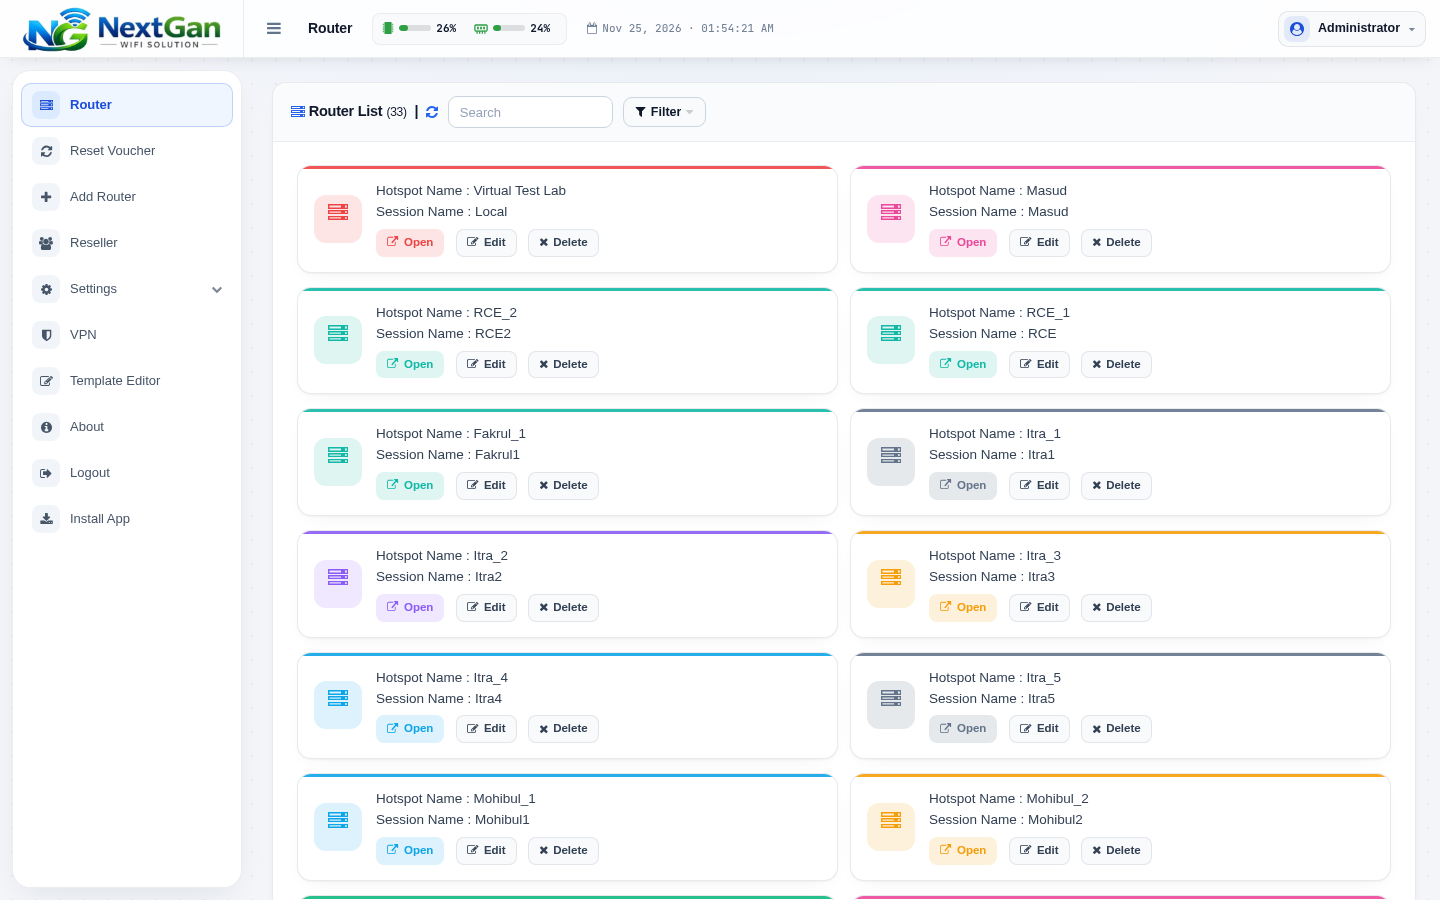 NextGan
WIFI SOLUTION
Router
26%
24%
Nov 25, 2026 · 01:54:21 AM
Administrator
Router
Reset Voucher
Add Router
Reseller
Settings
VPN
Template Editor
About
Logout
Install App
Router List (33) |
Search
Filter
Hotspot Name : Virtual Test Lab
Session Name : Local
Open Edit Delete
Hotspot Name : Masud
Session Name : Masud
Open Edit Delete
Hotspot Name : RCE_2
Session Name : RCE2
Open Edit Delete
Hotspot Name : RCE_1
Session Name : RCE
Open Edit Delete
Hotspot Name : Fakrul_1
Session Name : Fakrul1
Open Edit Delete
Hotspot Name : Itra_1
Session Name : Itra1
Open Edit Delete
Hotspot Name : Itra_2
Session Name : Itra2
Open Edit Delete
Hotspot Name : Itra_3
Session Name : Itra3
Open Edit Delete
Hotspot Name : Itra_4
Session Name : Itra4
Open Edit Delete
Hotspot Name : Itra_5
Session Name : Itra5
Open Edit Delete
Hotspot Name : Mohibul_1
Session Name : Mohibul1
Open Edit Delete
Hotspot Name : Mohibul_2
Session Name : Mohibul2
Open Edit Delete